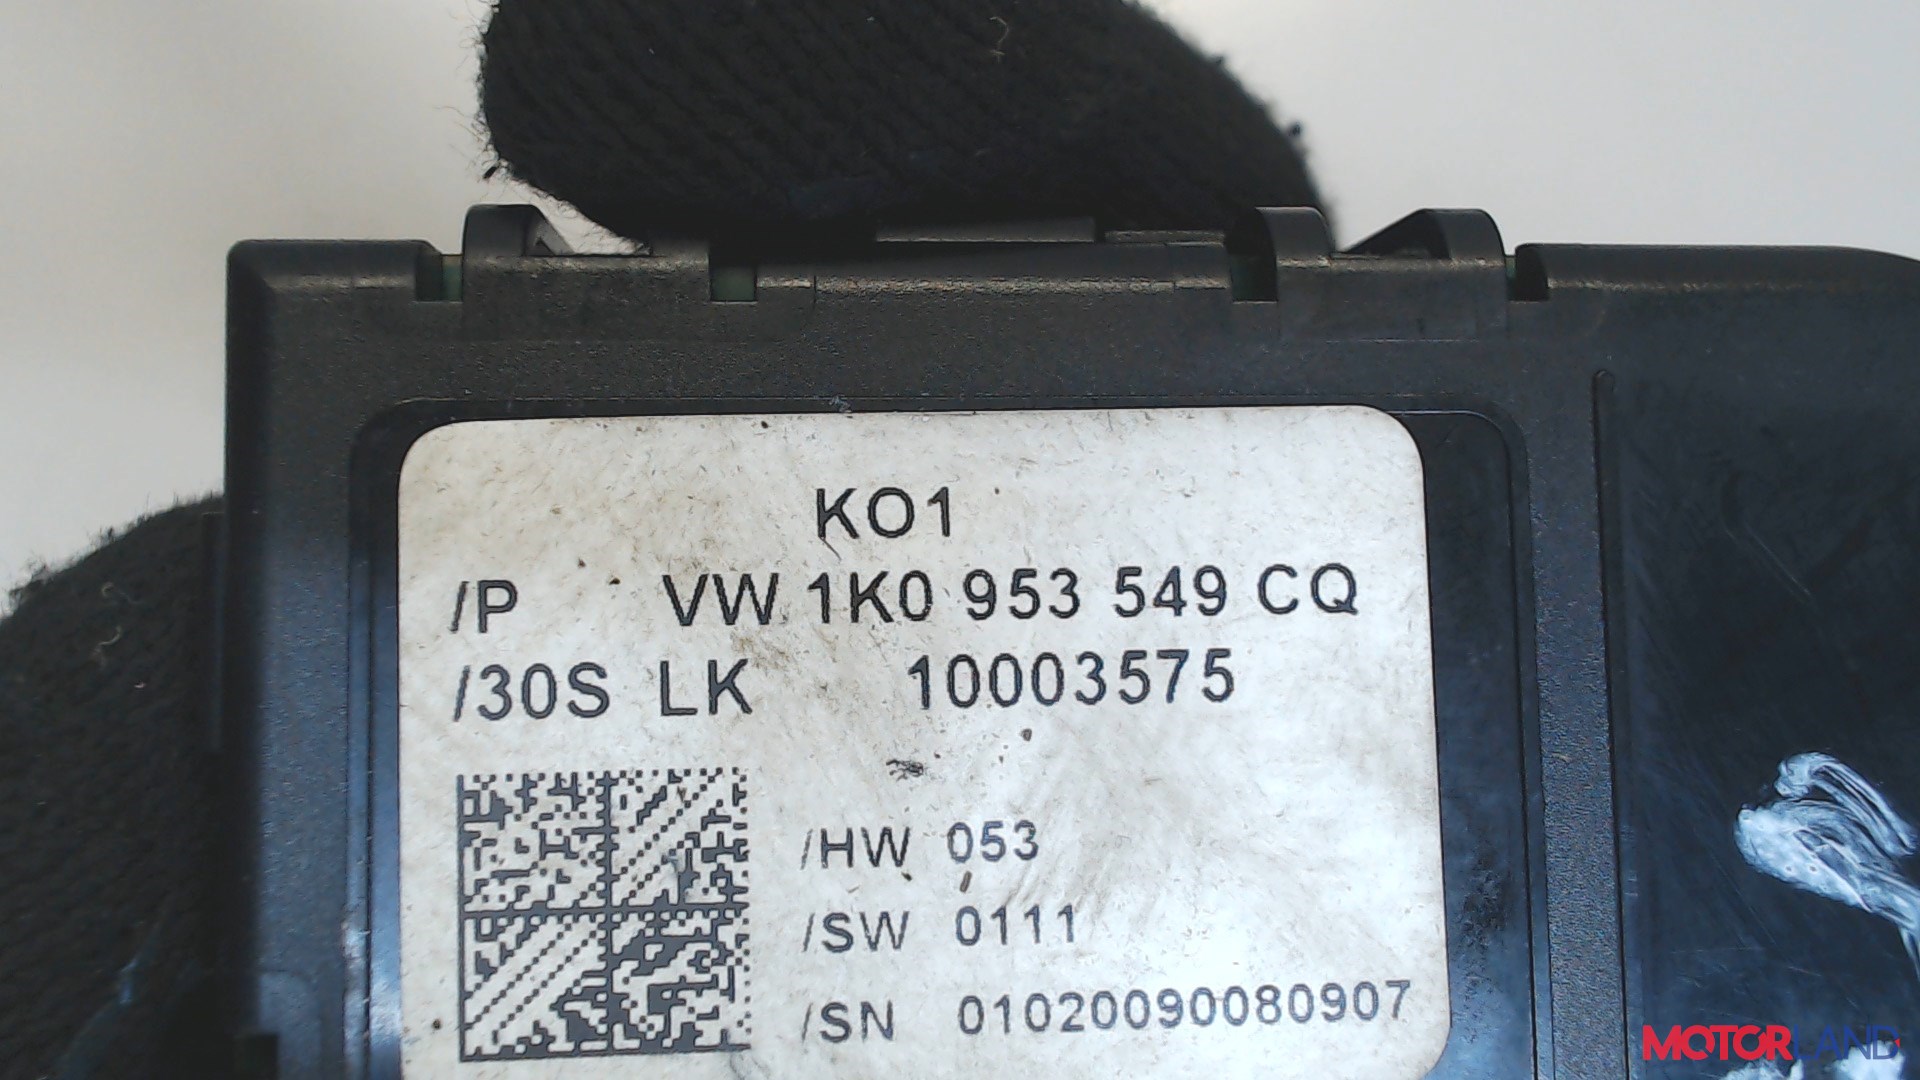 KO1
/P VW 1K0 953 549 CQ
/30S LK 10003575
/HW 053
/SW 0111
/SN 01020090080907
MOTORLAND